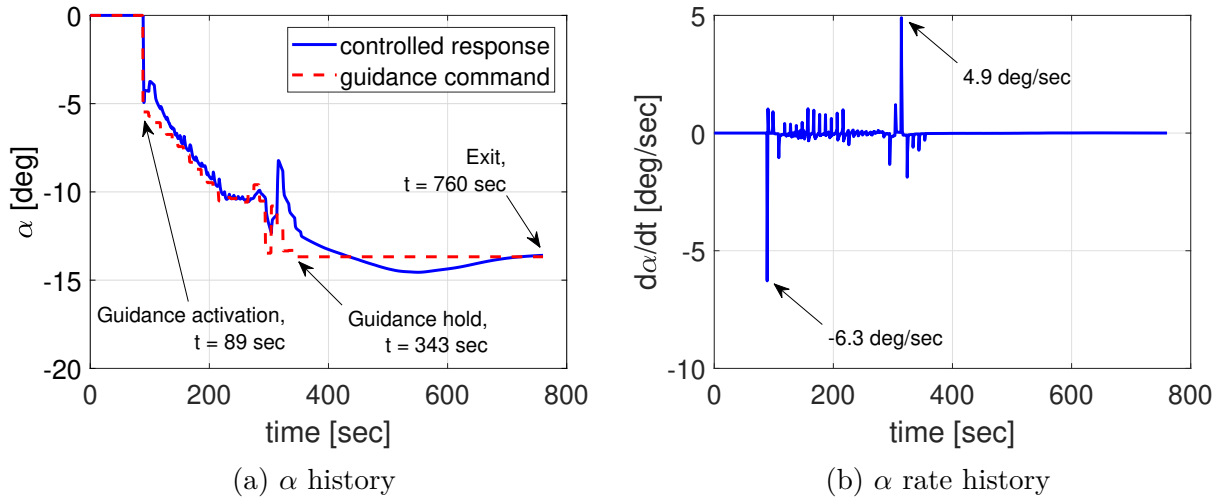 0
-5
-10
-15
-20
α [deg]
controlled response
guidance command
Exit,
t = 760 sec
Guidance activation,
t = 89 sec
Guidance hold,
t = 343 sec
0
200
400
600
800
time [sec]
(a) α history
5
0
-5
-10
dα/dt [deg/sec]
4.9 deg/sec
-6.3 deg/sec
0
200
400
600
800
time [sec]
(b) α rate history